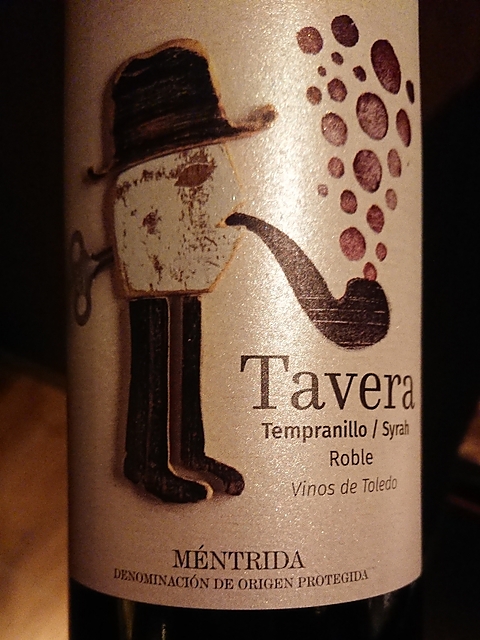 Tavera
Tempranillo / Syrah
Roble
Vinos de Toledo
MÉNTRIDA
DENOMINACIÓN DE ORIGEN PROTEGIDA